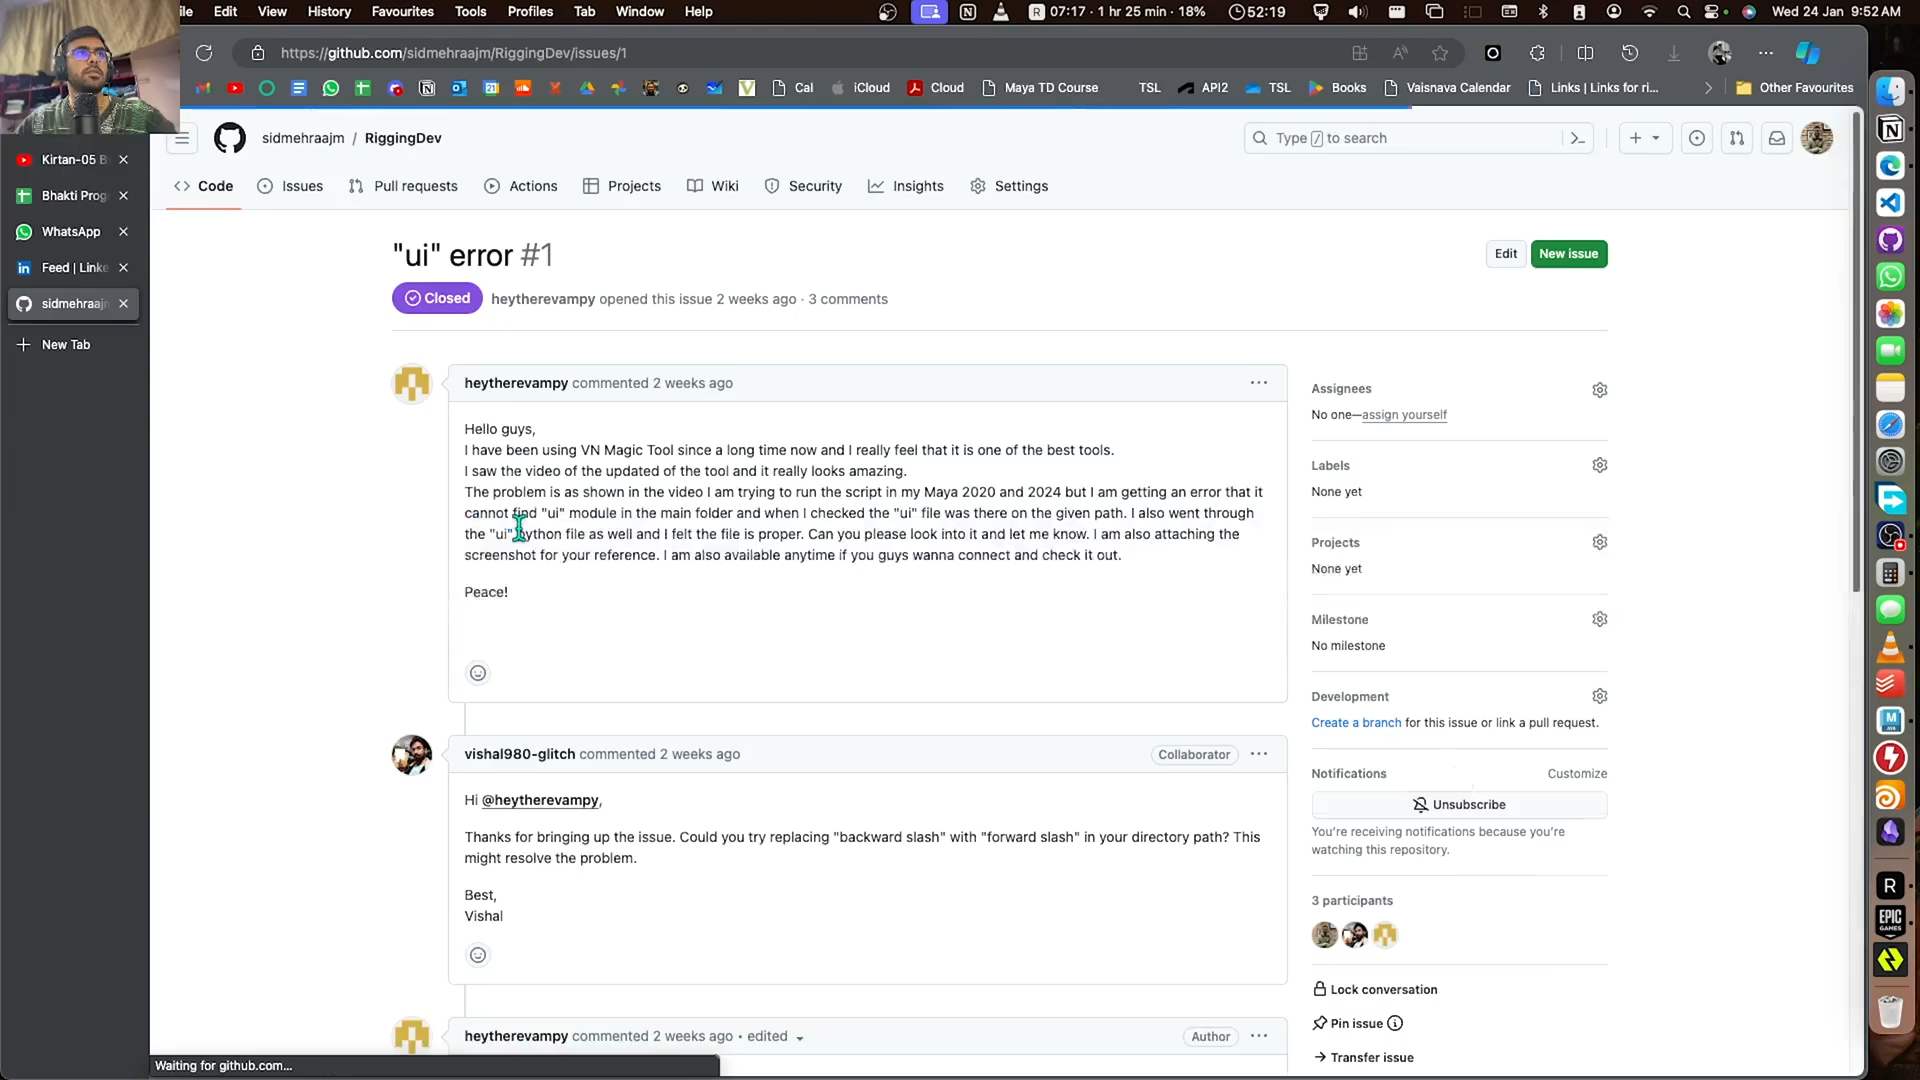 ile Edit View History Favourites Tools Profiles Tab Window Help
R 07:17 · 1 hr 25 min · 18% 52:19 Wed 24 Jan 9:52 AM
https://github.com/sidmehraajm/RiggingDev/issues/1
Cal iCloud Cloud Maya TD Course TSL API2 TSL Books Vaisnava Calendar Links | Links for ri... Other Favourites
Kirtan-05 B
Bhakti Prog
WhatsApp
Feed | Linke
sidmehraajm
New Tab
sidmehraajm / RiggingDev
Type / to search
Code Issues Pull requests Actions Projects Wiki Security Insights Settings
"ui" error #1
Edit New issue
Closed heytherevampy opened this issue 2 weeks ago · 3 comments
heytherevampy commented 2 weeks ago
Hello guys,
I have been using VN Magic Tool since a long time now and I really feel that it is one of the best tools.
I saw the video of the updated of the tool and it really looks amazing.
The problem is as shown in the video I am trying to run the script in my Maya 2020 and 2024 but I am getting an error that it
cannot find "ui" module in the main folder and when I checked the "ui" file was there on the given path. I also went through
the "ui" python file as well and I felt the file is proper. Can you please look into it and let me know. I am also attaching the
screenshot for your reference. I am also available anytime if you guys wanna connect and check it out.
Peace!
vishal980-glitch commented 2 weeks ago Collaborator
Hi @heytherevampy,
Thanks for bringing up the issue. Could you try replacing "backward slash" with "forward slash" in your directory path? This
might resolve the problem.
Best,
Vishal
heytherevampy commented 2 weeks ago • edited Author
Assignees
No one—assign yourself
Labels
None yet
Projects
None yet
Milestone
No milestone
Development
Create a branch for this issue or link a pull request.
Notifications Customize
Unsubscribe
You're receiving notifications because you're
watching this repository.
3 participants
Lock conversation
Pin issue
Transfer issue
Waiting for github.com...
R
EPIC
GAMES